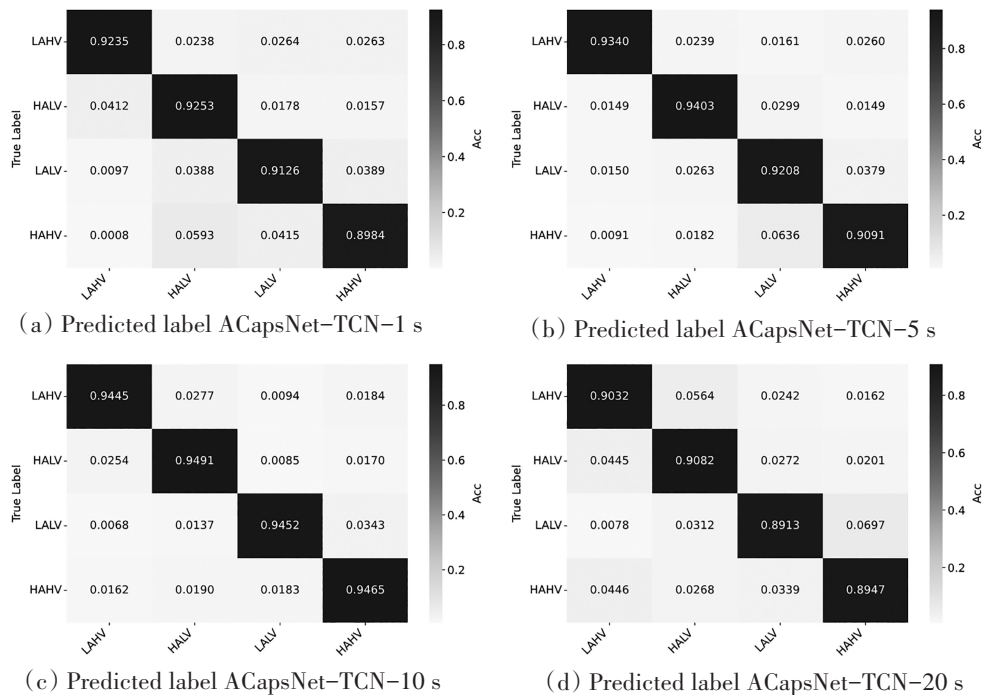 LAHV 0.9235 0.0238 0.0264 0.0263
HALV 0.0412 0.9253 0.0178 0.0157
LALV 0.0097 0.0388 0.9126 0.0389
HAHV 0.0008 0.0593 0.0415 0.8984
True Label
LAHV HALV LALV HAHV
0.8
0.6
0.4
0.2
Acc
(a) Predicted label ACapsNet-TCN-1 s
LAHV 0.9340 0.0239 0.0161 0.0260
HALV 0.0149 0.9403 0.0299 0.0149
LALV 0.0150 0.0263 0.9208 0.0379
HAHV 0.0091 0.0182 0.0636 0.9091
True Label
LAHV HALV LALV HAHV
0.8
0.6
0.4
0.2
Acc
(b) Predicted label ACapsNet-TCN-5 s
LAHV 0.9445 0.0277 0.0094 0.0184
HALV 0.0254 0.9491 0.0085 0.0170
LALV 0.0068 0.0137 0.9452 0.0343
HAHV 0.0162 0.0190 0.0183 0.9465
True Label
LAHV HALV LALV HAHV
0.8
0.6
0.4
0.2
Acc
(c) Predicted label ACapsNet-TCN-10 s
LAHV 0.9032 0.0564 0.0242 0.0162
HALV 0.0445 0.9082 0.0272 0.0201
LALV 0.0078 0.0312 0.8913 0.0697
HAHV 0.0446 0.0268 0.0339 0.8947
True Label
LAHV HALV LALV HAHV
0.8
0.6
0.4
0.2
Acc
(d) Predicted label ACapsNet-TCN-20 s